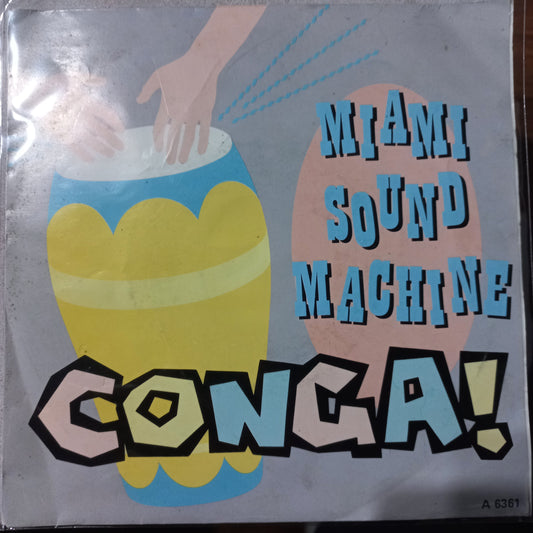 MIAMI
SOUND
MACHINE
CONGA!
A 6361